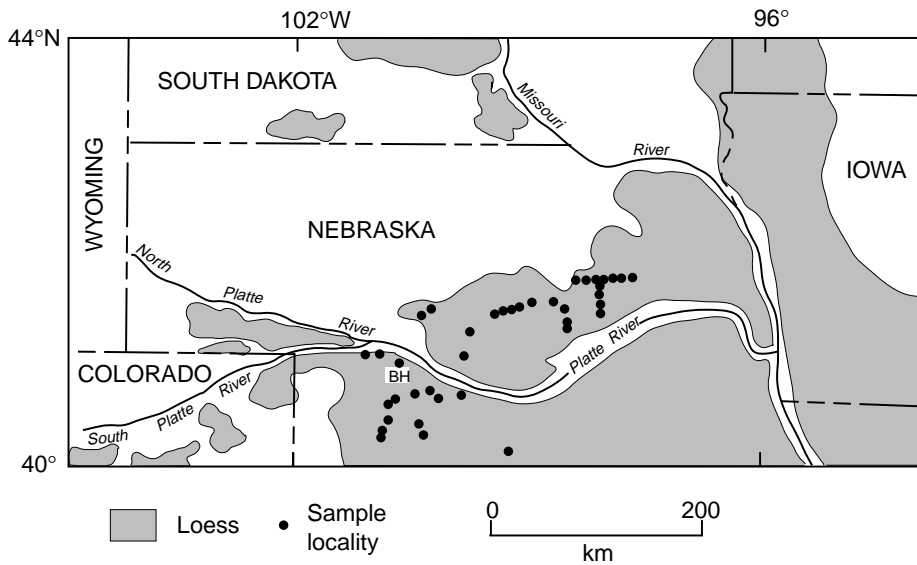 102°W
96°
44°N
SOUTH DAKOTA
Missouri
River
WYOMING
IOWA
NEBRASKA
North
Platte
River
Platte River
COLORADO
BH
South
Platte
River
40°
Loess
Sample
locality
0
200
km